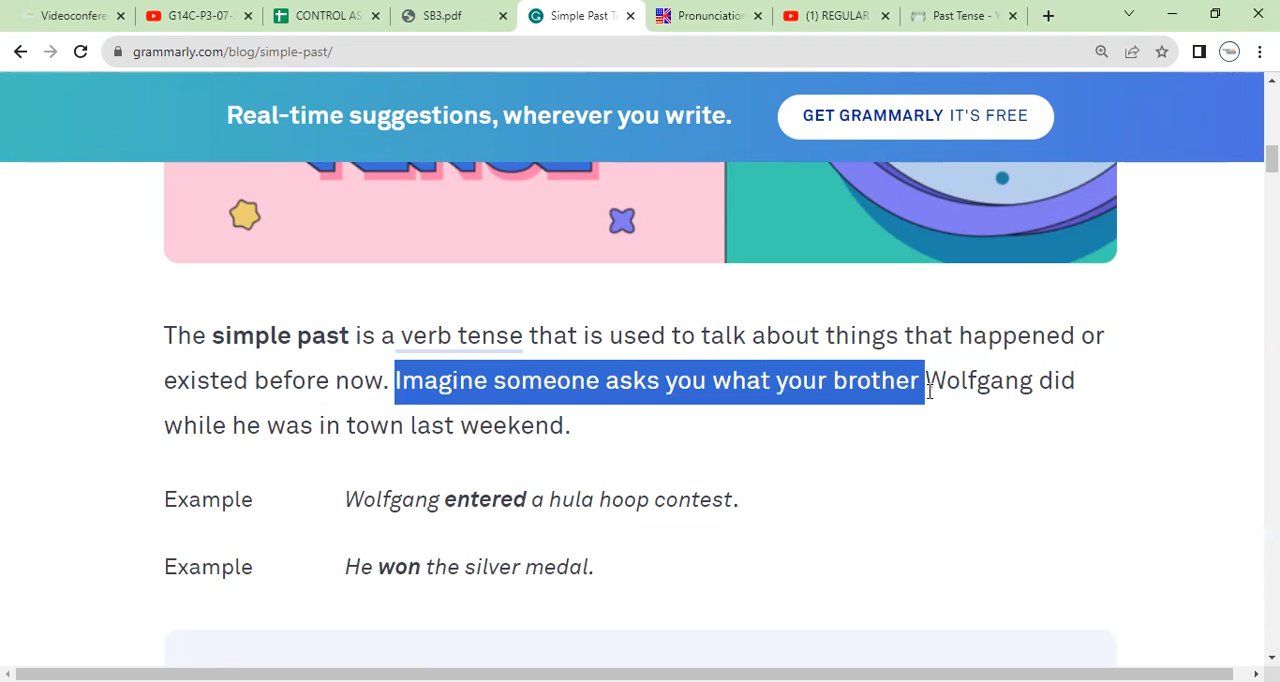 Videoconfere
G14C-P3-07-
CONTROL AS
SB3.pdf
Simple Past T
Pronunciation
(1) REGULAR
Past Tense -
grammarly.com/blog/simple-past/
Real-time suggestions, wherever you write.
GET GRAMMARLY IT'S FREE
The simple past is a verb tense that is used to talk about things that happened or
existed before now. Imagine someone asks you what your brother Wolfgang did
while he was in town last weekend.
Example Wolfgang entered a hula hoop contest.
Example He won the silver medal.